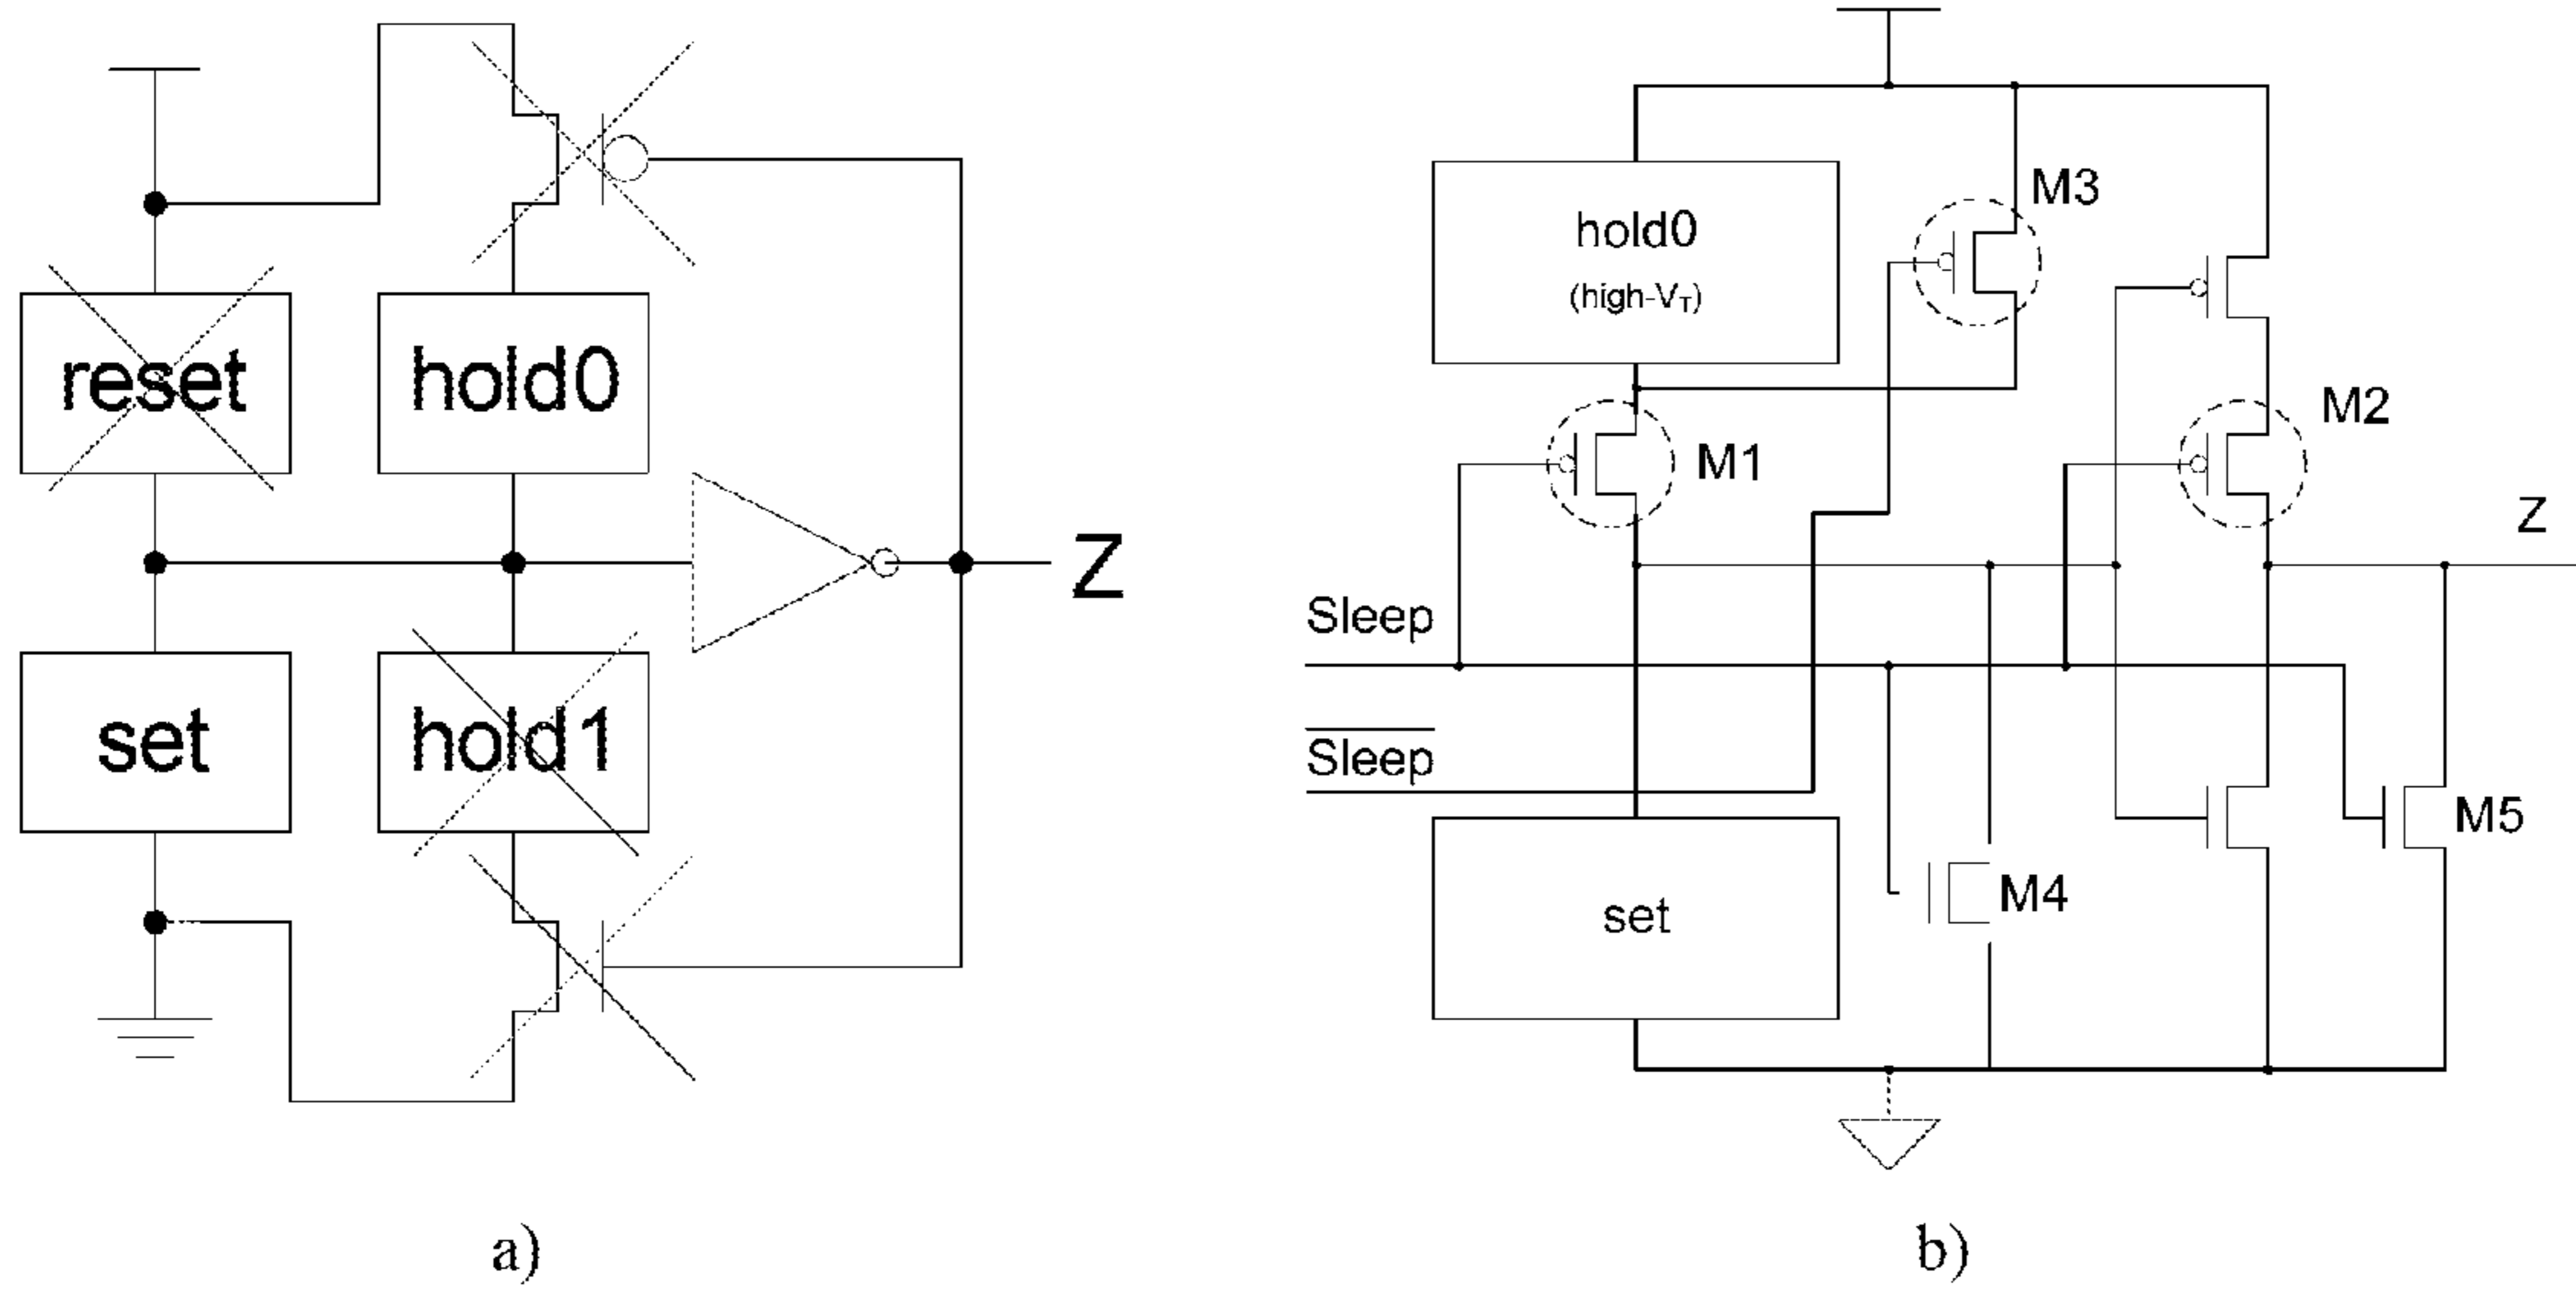 reset
hold0
set
hold1
Z
a)
hold0
(high-VT)
M3
M1
M2
Z
Sleep
Sleep
set
M4
M5
b)